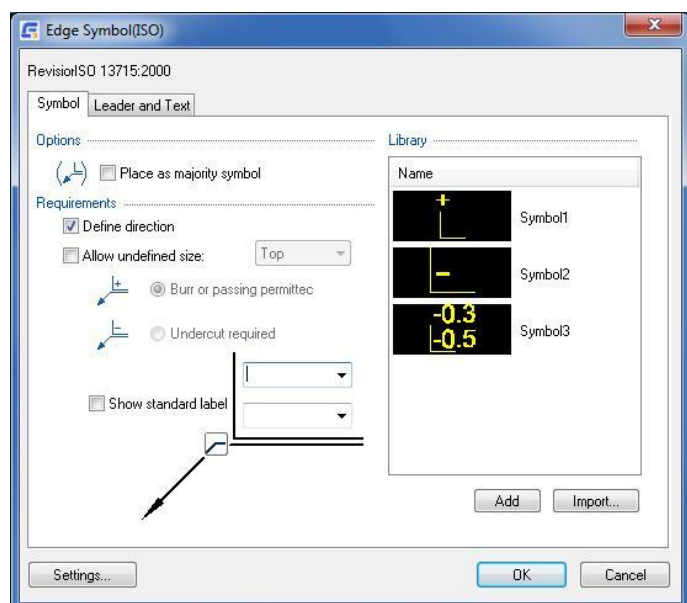 Edge Symbol(ISO)
RevisiorISO 13715:2000
Symbol
Leader and Text
Options
Place as majority symbol
Requirements
Define direction
Allow undefined size:
Top
Burr or passing permittec
Undercut required
Show standard label
Library
Name
+
Symbol1
-
Symbol2
-0.3
-0.5
Symbol3
Add
Import...
Settings...
OK
Cancel